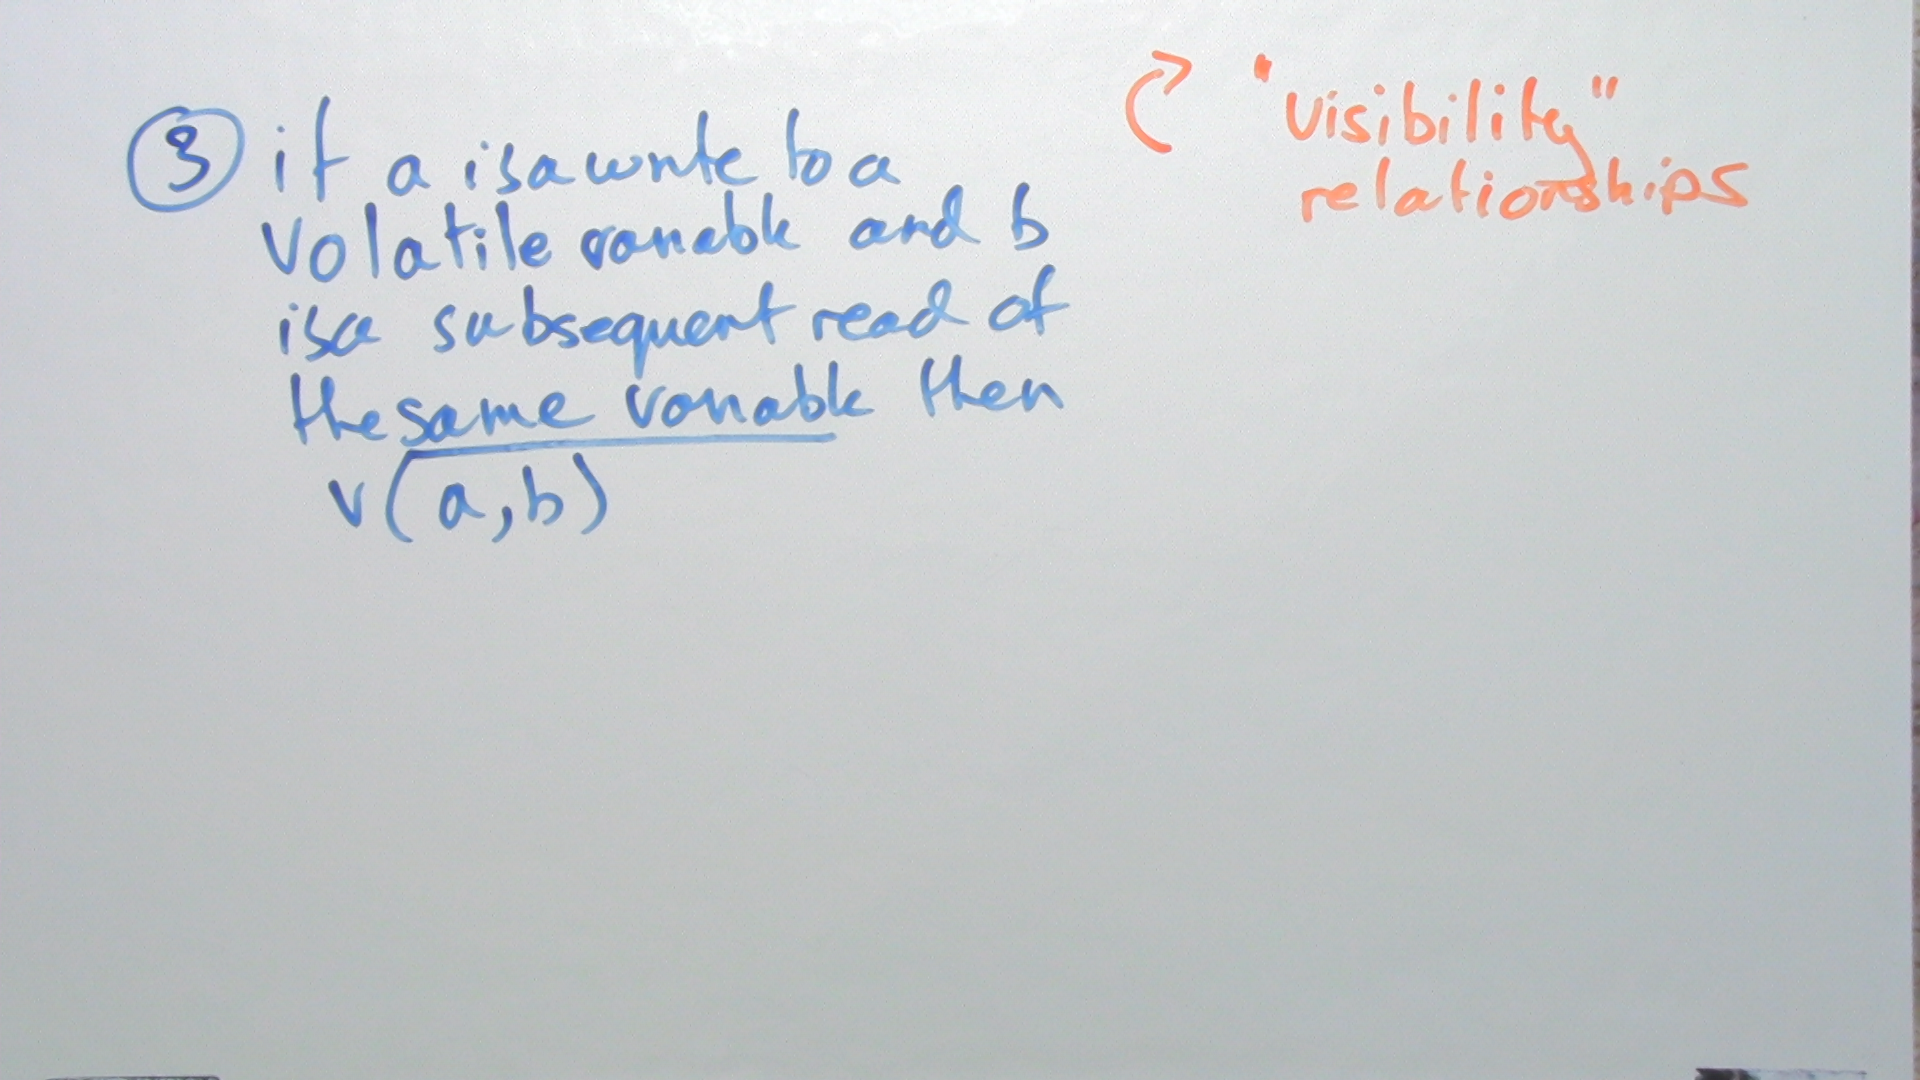 ③ if a is a write to a
volatile variable and b
is a subsequent read of
the same variable then
v(a,b)
"visibility"
relationships